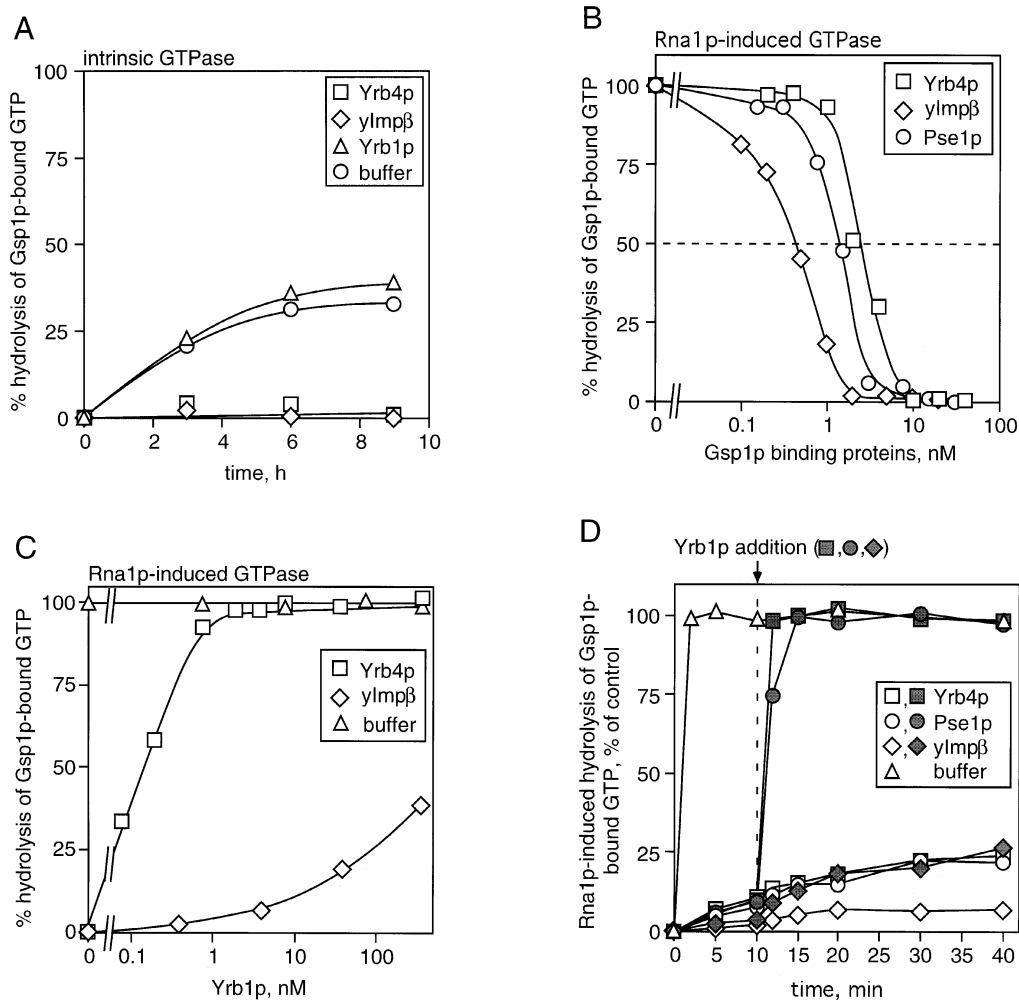 A
intrinsic GTPase
% hydrolysis of Gsp1p-bound GTP
100
75
50
25
0
Yrb4p
yImpβ
Yrb1p
buffer
0 2 4 6 8 10
time, h
B
Rna1p-induced GTPase
% hydrolysis of Gsp1p-bound GTP
100
75
50
25
0
Yrb4p
yImpβ
Pse1p
0 0.1 1 10 100
Gsp1p binding proteins, nM
C
Rna1p-induced GTPase
% hydrolysis of Gsp1p-bound GTP
100
75
50
25
0
Yrb4p
yImpβ
buffer
0 0.1 1 10 100
Yrb1p, nM
D
Yrb1p addition ( , , )
Rna1p-induced hydrolysis of Gsp1p-
bound GTP, % of control
100
75
50
25
0
, Yrb4p
, Pse1p
, yImpβ
buffer
0 5 10 15 20 25 30 35 40
time, min